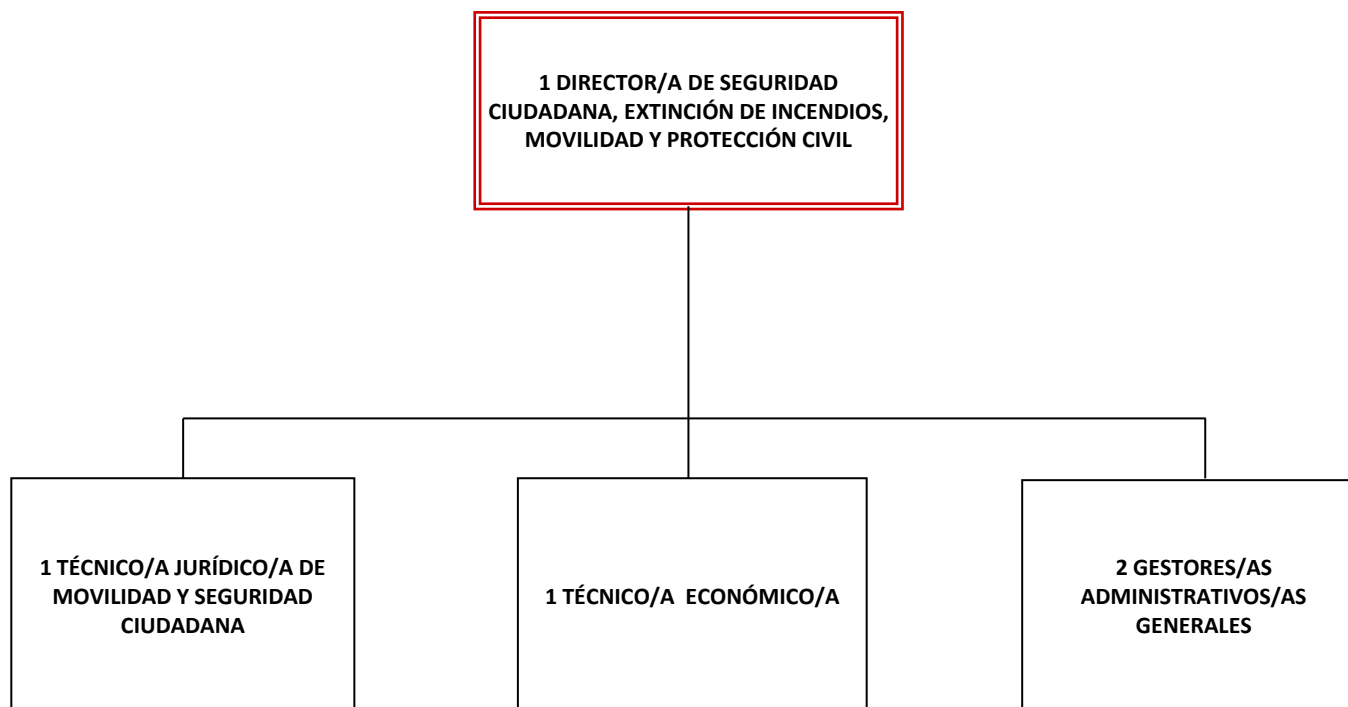 1 DIRECTOR/A DE SEGURIDAD
CIUDADANA, EXTINCIÓN DE INCENDIOS,
MOVILIDAD Y PROTECCIÓN CIVIL
1 TÉCNICO/A JURÍDICO/A DE
MOVILIDAD Y SEGURIDAD
CIUDADANA
1 TÉCNICO/A ECONÓMICO/A
2 GESTORES/AS
ADMINISTRATIVOS/AS
GENERALES